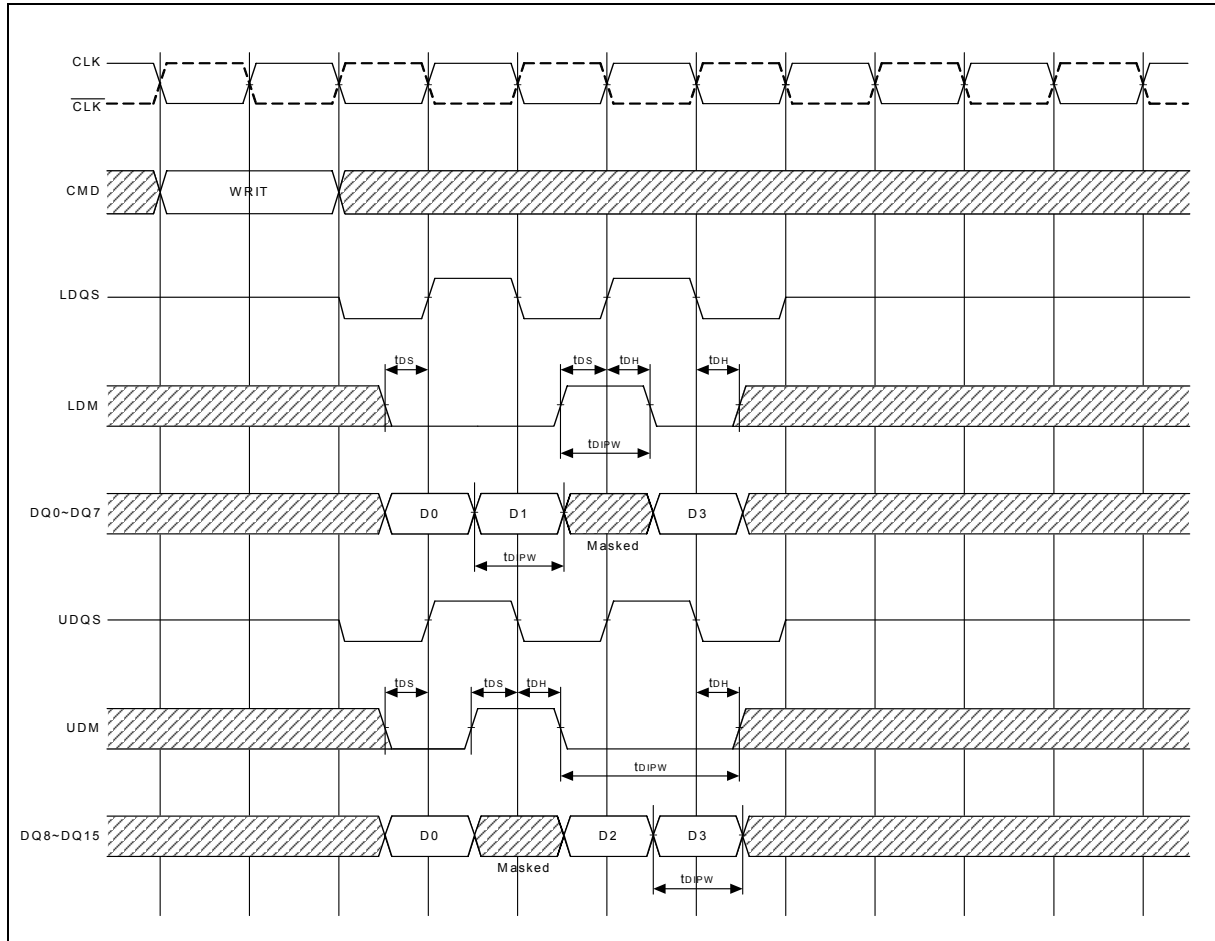 CLK
CLK
CMD
WRIT
LDQS
tDS
tDS
tDH
tDH
LDM
tDIPW
DQ0~DQ7
D0
D1
D3
Masked
tDIPW
UDQS
tDS
tDS
tDH
tDH
UDM
tDIPW
DQ8~DQ15
D0
D2
D3
Masked
tDIPW